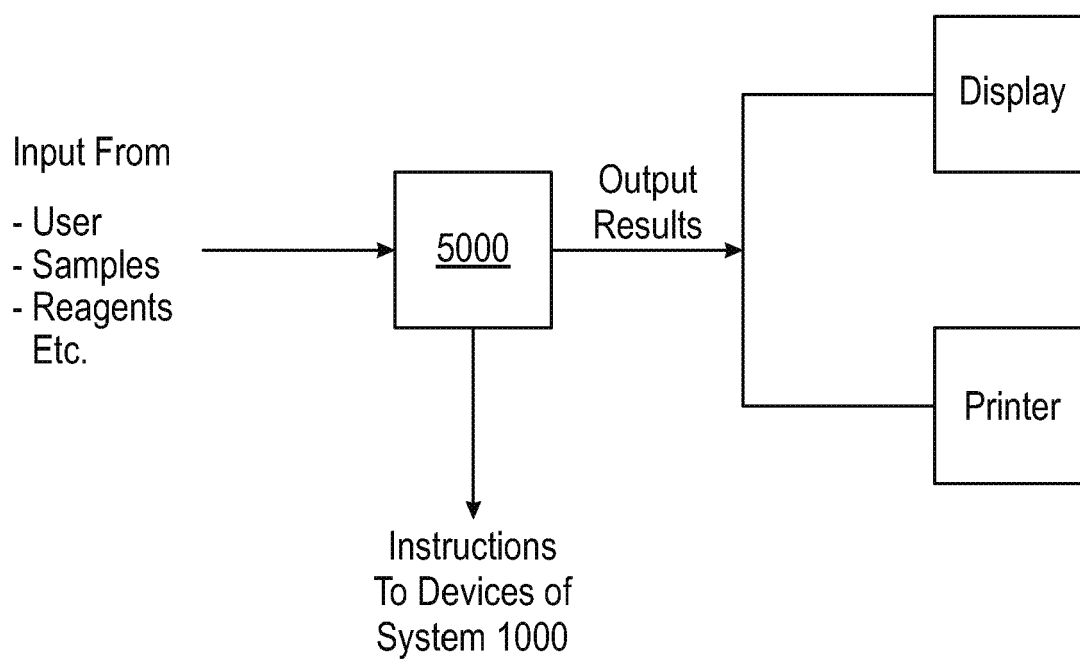 Input From
- User
- Samples
- Reagents
Etc.
5000
Output
Results
Display
Printer
Instructions
To Devices of
System 1000